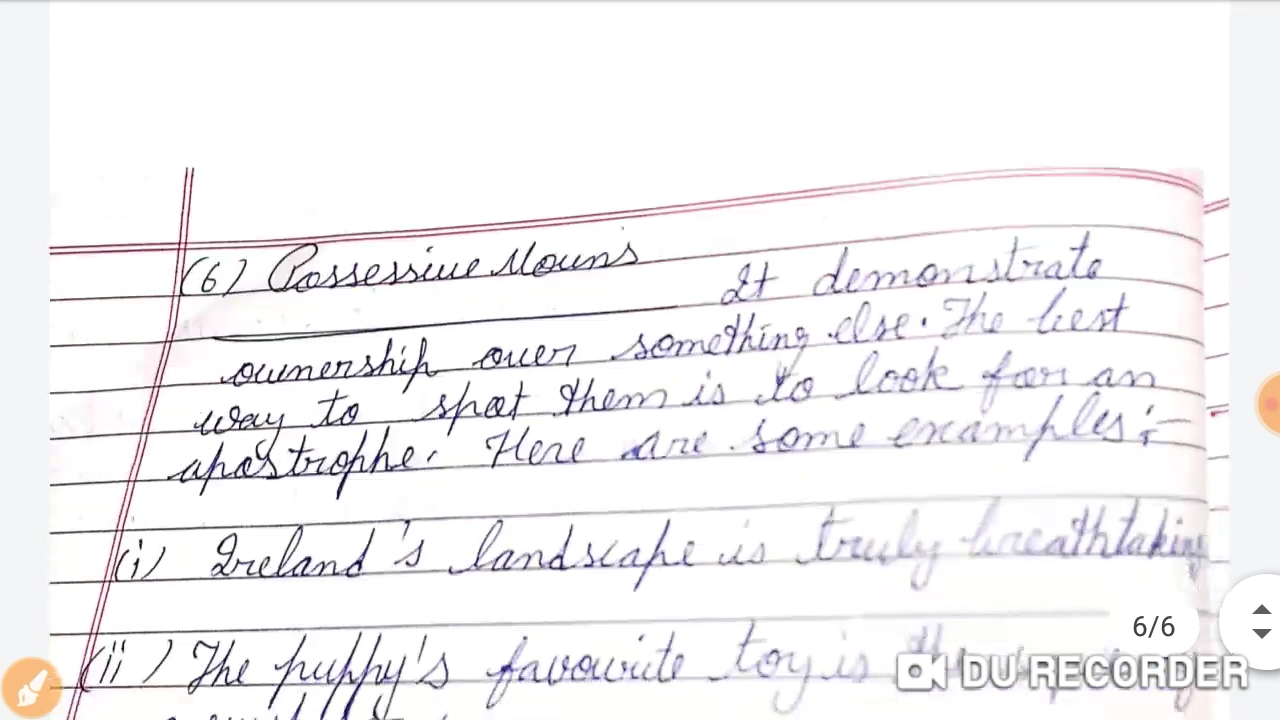 (6) Possessive Nouns
It demonstrate
ownership over something else. The best
way to spot them is to look for an
apostrophe. Here are some examples :-
(i) Ireland's landscape is truly breathtaking
6/6
(ii) The puppy's favourite toy is
DU RECORDER